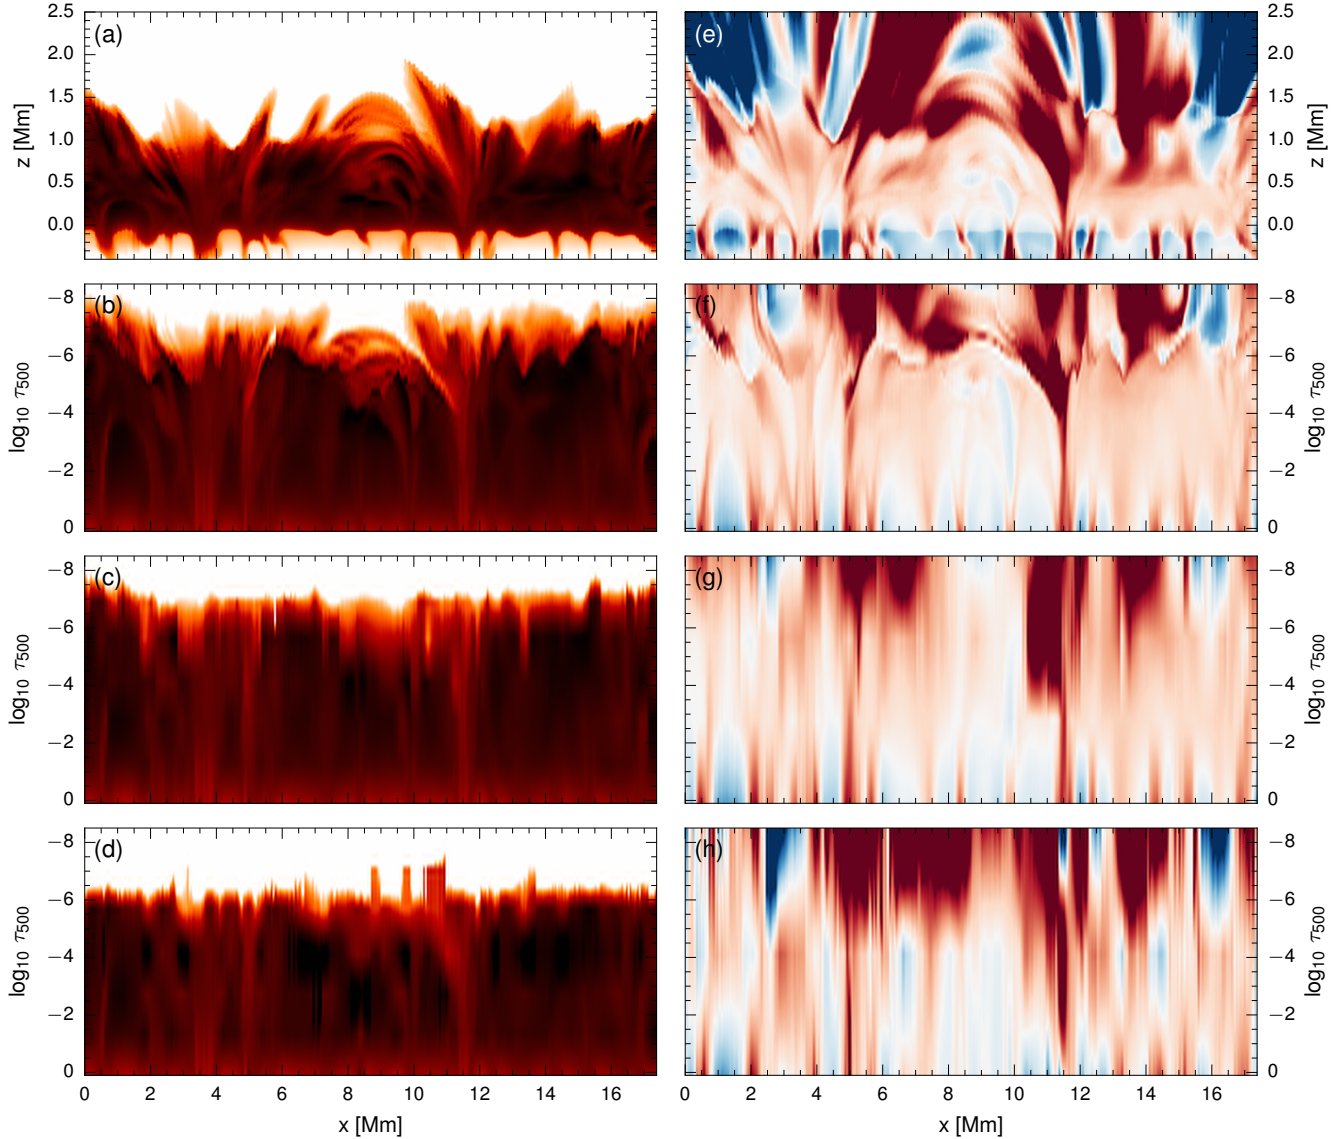 (a)
2.5
2.0
1.5
1.0
0.5
0.0
z [Mm]
(e)
2.5
2.0
1.5
1.0
0.5
0.0
z [Mm]
(b)
−8
−6
−4
−2
0
log₁₀ τ₅₀₀
(f)
−8
−6
−4
−2
0
log₁₀ τ₅₀₀
(c)
−8
−6
−4
−2
0
log₁₀ τ₅₀₀
(g)
−8
−6
−4
−2
0
log₁₀ τ₅₀₀
(d)
−8
−6
−4
−2
0
log₁₀ τ₅₀₀
(h)
−8
−6
−4
−2
0
log₁₀ τ₅₀₀
0 2 4 6 8 10 12 14 16
x [Mm]
0 2 4 6 8 10 12 14 16
x [Mm]